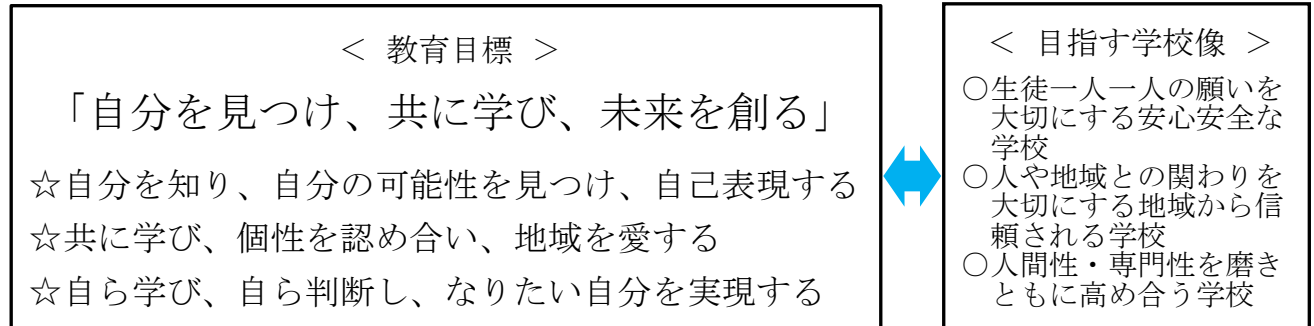 < 教育目標 >
「自分を見つけ、共に学び、未来を創る」
☆自分を知り、自分の可能性を見つけ、自己表現する
☆共に学び、個性を認め合い、地域を愛する
☆自ら学び、自ら判断し、なりたい自分を実現する
< 目指す学校像 >
○生徒一人一人の願いを
大切にする安心安全な
学校
○人や地域との関わりを
大切にする地域から信
頼される学校
○人間性・専門性を磨き
ともに高め合う学校